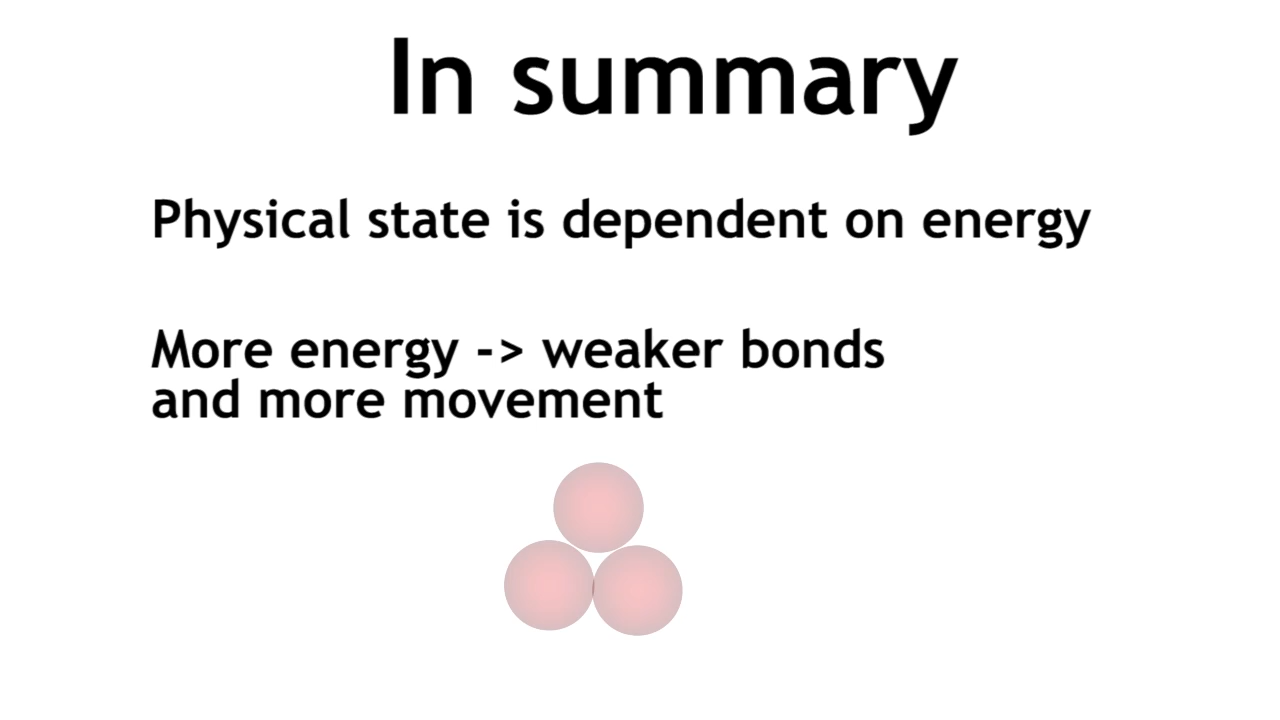 In summary
Physical state is dependent on energy
More energy -> weaker bonds
and more movement